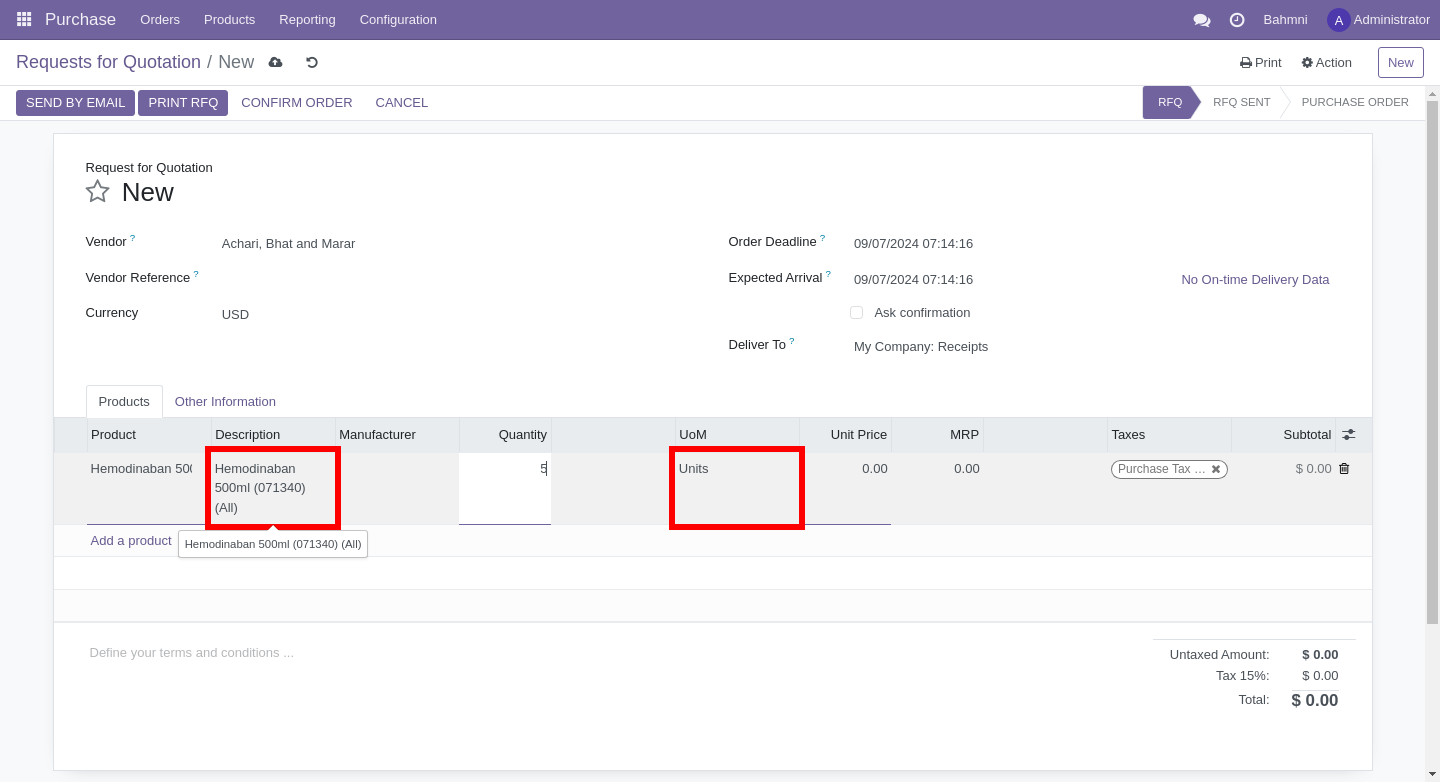 Purchase Orders Products Reporting Configuration Bahmni A Administrator
Requests for Quotation / New Print Action New
SEND BY EMAIL PRINT RFQ CONFIRM ORDER CANCEL RFQ RFQ SENT PURCHASE ORDER
Request for Quotation
New
Vendor ? Achari, Bhat and Marar Order Deadline ? 09/07/2024 07:14:16
Vendor Reference ? Expected Arrival ? 09/07/2024 07:14:16 No On-time Delivery Data
Currency USD Ask confirmation
Deliver To ? My Company: Receipts
Products Other Information
Product Description Manufacturer Quantity UoM Unit Price MRP Taxes Subtotal
Hemodinaban 500 Hemodinaban 5 Units 0.00 0.00 Purchase Tax ... $ 0.00
500ml (071340)
(All)
Add a product Hemodinaban 500ml (071340) (All)
Define your terms and conditions ... Untaxed Amount: $ 0.00
Tax 15%: $ 0.00
Total: $ 0.00